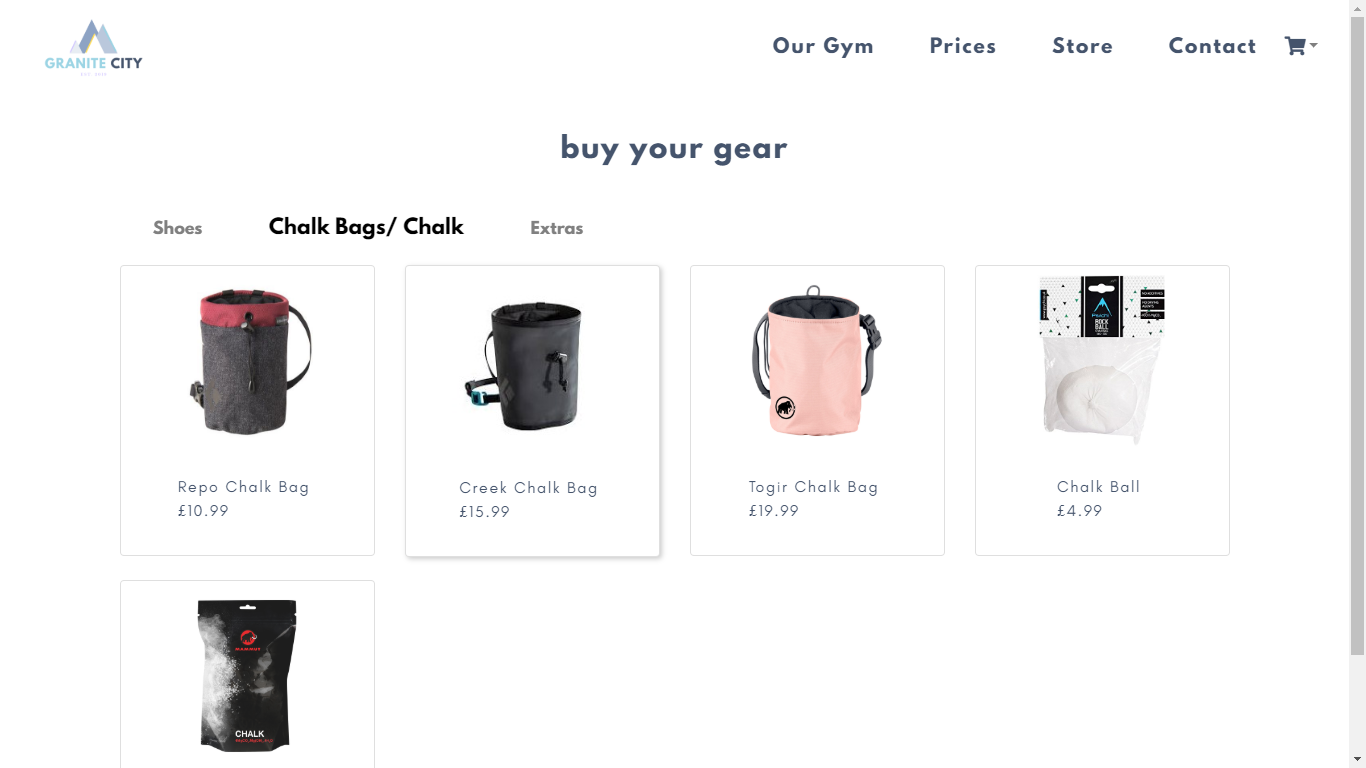 GRANITE CITY
Our Gym Prices Store Contact
buy your gear
Shoes Chalk Bags/ Chalk Extras
ROCK
BALL
Repo Chalk Bag
£10.99
Creek Chalk Bag
£15.99
Togir Chalk Bag
£19.99
Chalk Ball
£4.99
MAMMUT
CHALK